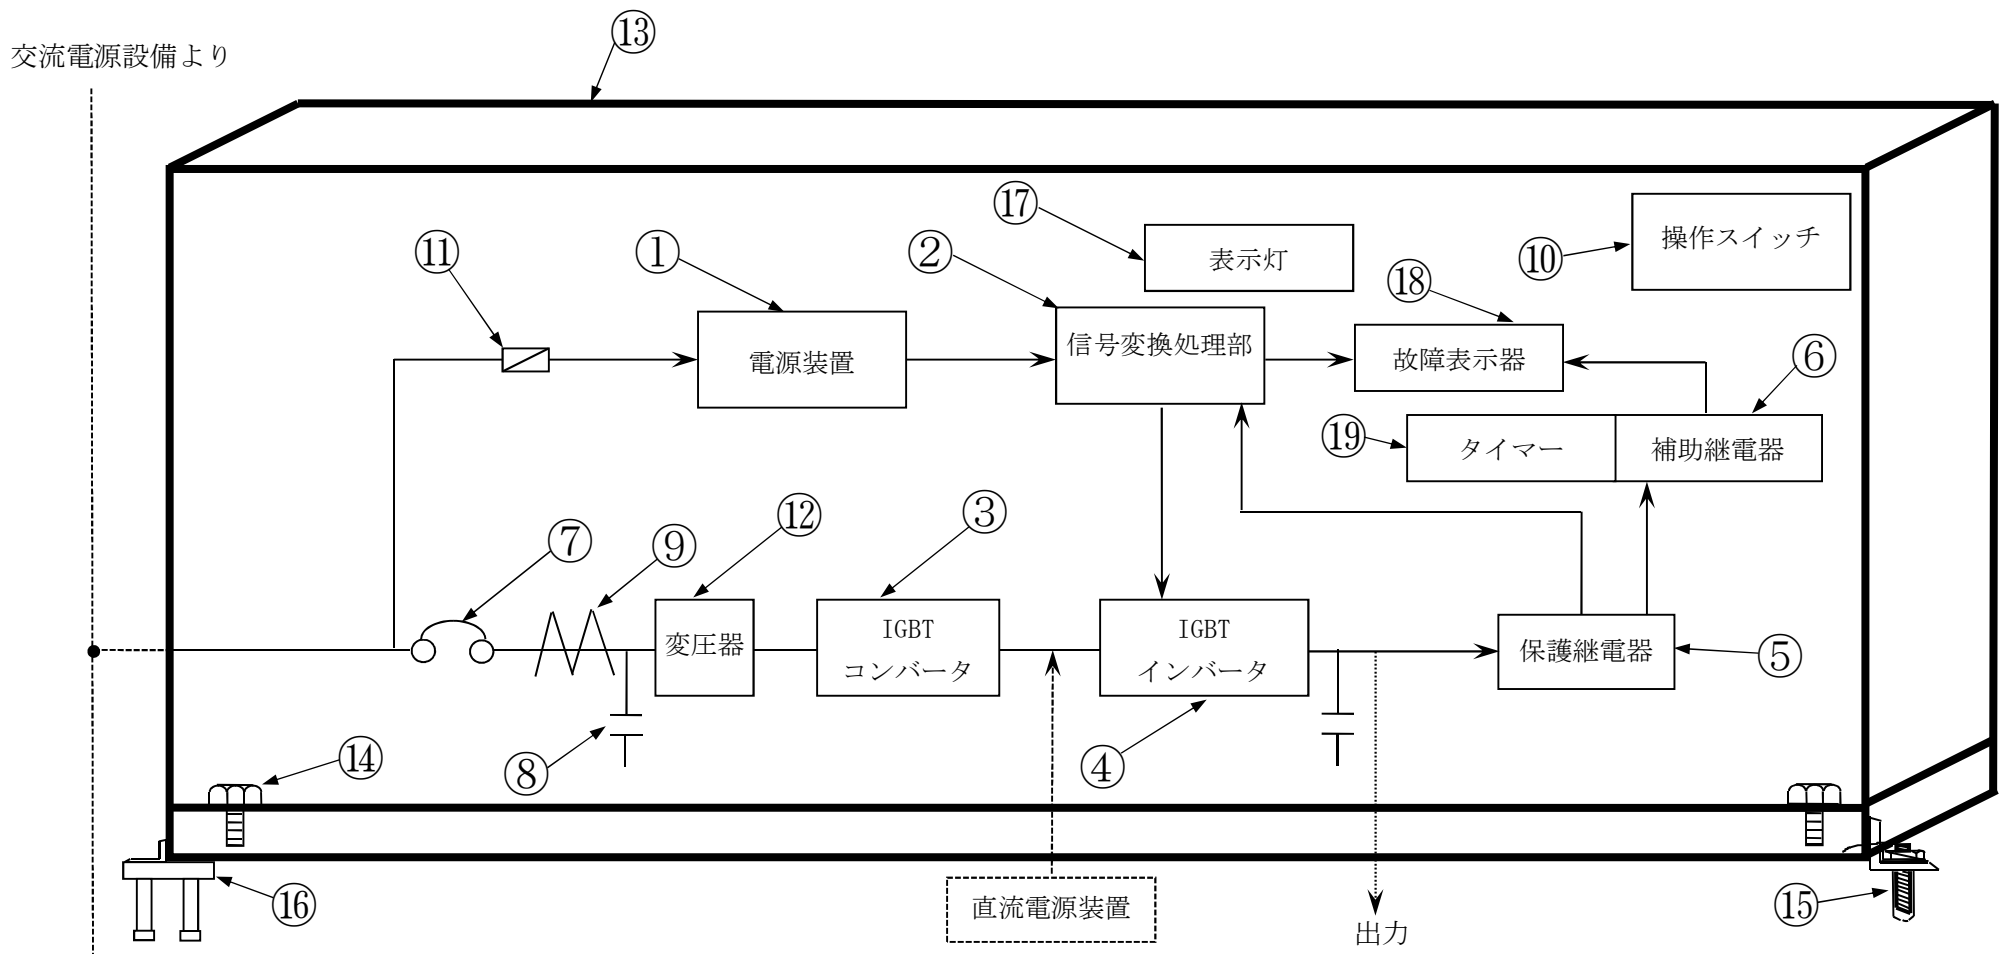 ⑬
交流電源設備より
⑰
表示灯
⑩
操作スイッチ
⑪
①
②
⑱
電源装置
信号変換処理部
故障表示器
⑥
⑲
タイマー
補助継電器
⑦
⑨
⑫
③
変圧器
IGBT
コンバータ
IGBT
インバータ
保護継電器
⑤
⑭
⑧
④
⑯
直流電源装置
出力
⑮